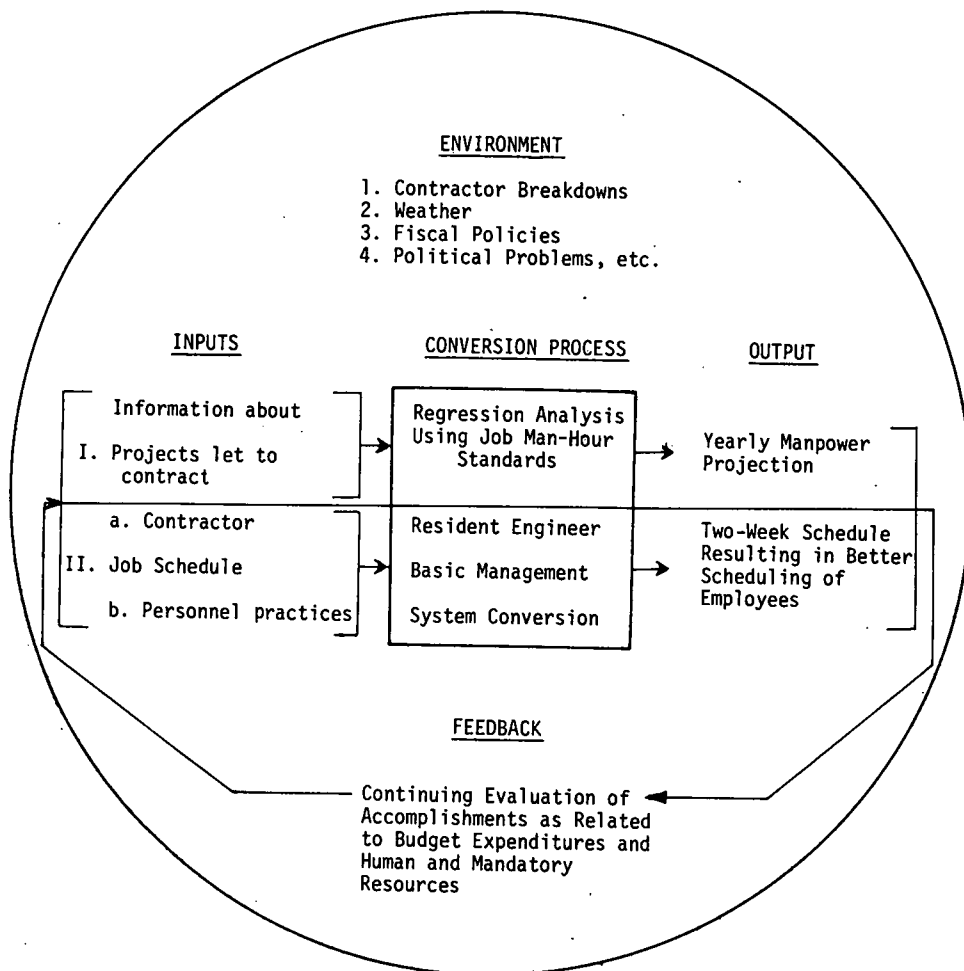 ENVIRONMENT
1. Contractor Breakdowns
2. Weather
3. Fiscal Policies
4. Political Problems, etc.
INPUTS
Information about
I. Projects let to
contract
a. Contractor
II. Job Schedule
b. Personnel practices
CONVERSION PROCESS
Regression Analysis
Using Job Man-Hour
Standards
Resident Engineer
Basic Management
System Conversion
OUTPUT
Yearly Manpower
Projection
Two-Week Schedule
Resulting in Better
Scheduling of
Employees
FEEDBACK
Continuing Evaluation of
Accomplishments as Related
to Budget Expenditures and
Human and Mandatory
Resources